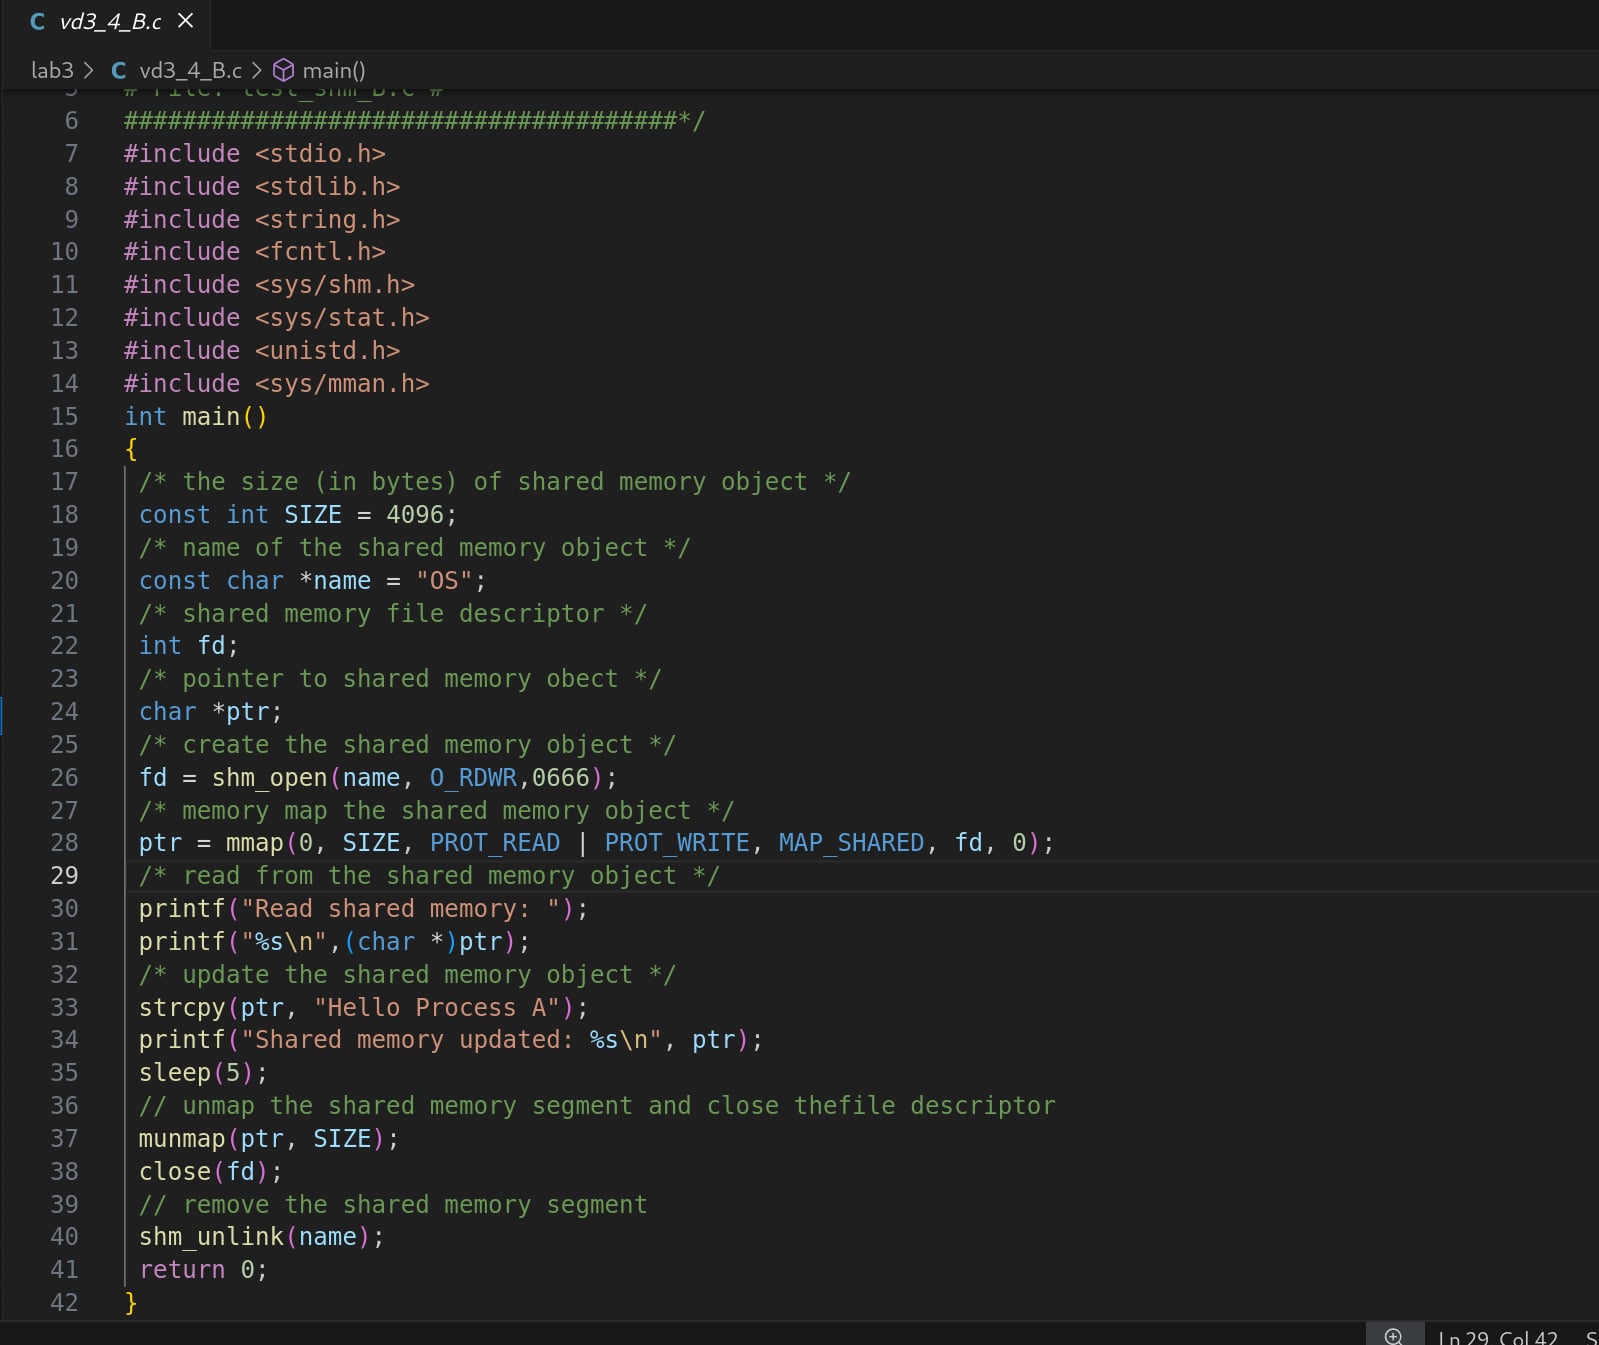 C vd3_4_B.c
lab3 > C vd3_4_B.c > main()
5 # File: test_shm_B.c #
6 ######################################*/
7 #include <stdio.h>
8 #include <stdlib.h>
9 #include <string.h>
10 #include <fcntl.h>
11 #include <sys/shm.h>
12 #include <sys/stat.h>
13 #include <unistd.h>
14 #include <sys/mman.h>
15 int main()
16 {
17 /* the size (in bytes) of shared memory object */
18 const int SIZE = 4096;
19 /* name of the shared memory object */
20 const char *name = "OS";
21 /* shared memory file descriptor */
22 int fd;
23 /* pointer to shared memory obect */
24 char *ptr;
25 /* create the shared memory object */
26 fd = shm_open(name, O_RDWR,0666);
27 /* memory map the shared memory object */
28 ptr = mmap(0, SIZE, PROT_READ | PROT_WRITE, MAP_SHARED, fd, 0);
29 /* read from the shared memory object */
30 printf("Read shared memory: ");
31 printf("%s\n",(char *)ptr);
32 /* update the shared memory object */
33 strcpy(ptr, "Hello Process A");
34 printf("Shared memory updated: %s\n", ptr);
35 sleep(5);
36 // unmap the shared memory segment and close thefile descriptor
37 munmap(ptr, SIZE);
38 close(fd);
39 // remove the shared memory segment
40 shm_unlink(name);
41 return 0;
42 }
Ln 29, Col 42 S